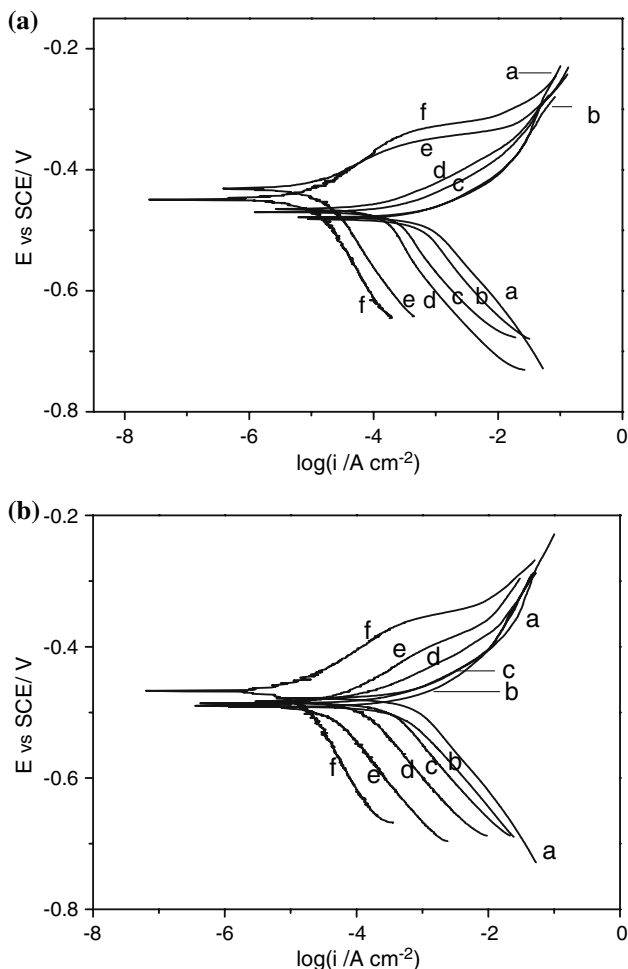 (a)
-0.2
-0.4
-0.6
-0.8
E vs SCE/ V
a
b
f
e
d
c
f
e
d
c
b
a
-8
-6
-4
-2
0
log(i /A cm-2)
(b)
-0.2
-0.4
-0.6
-0.8
E vs SCE/ V
f
e
d
a
c
b
f
e
d
c
b
a
-8
-6
-4
-2
0
log(i /A cm-2)